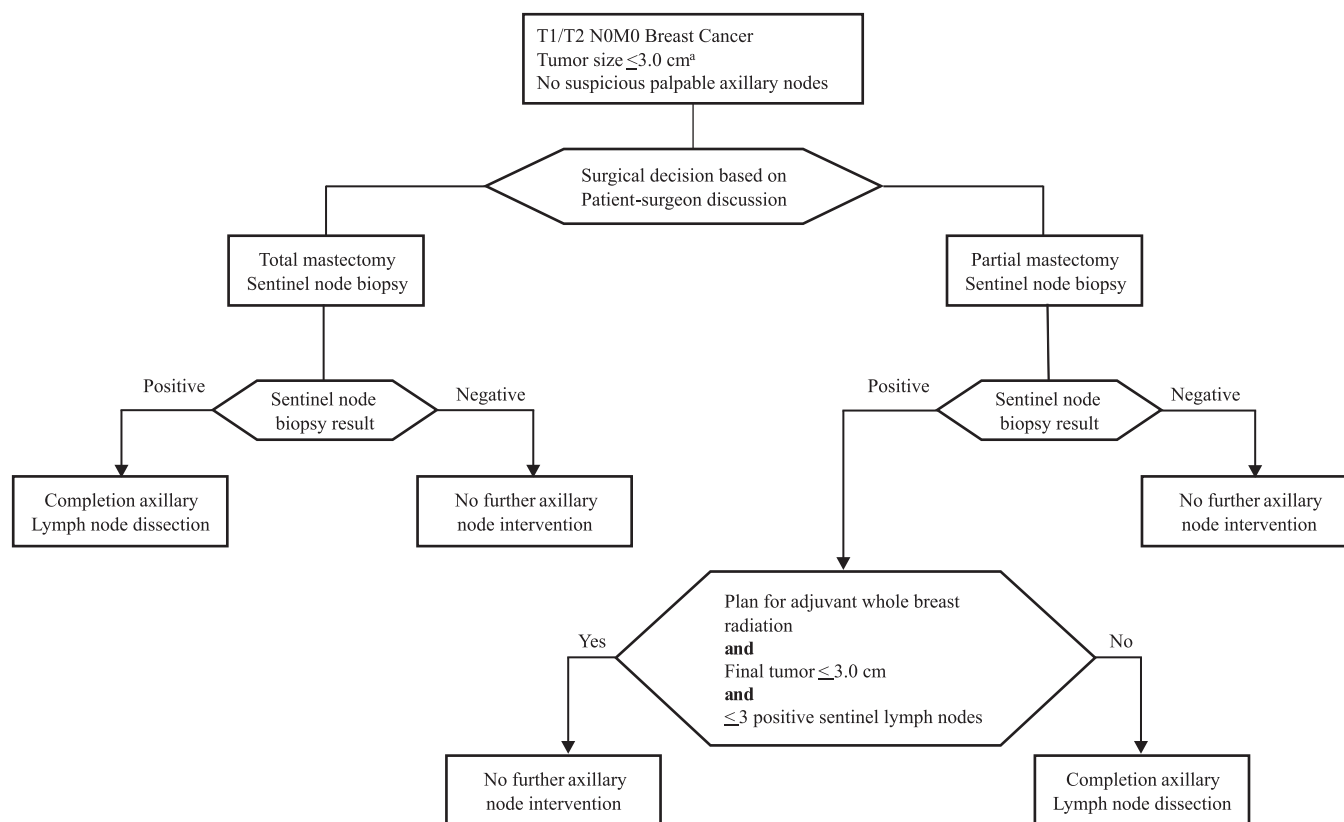 T1/T2 N0M0 Breast Cancer
Tumor size ≤3.0 cmᵃ
No suspicious palpable axillary nodes
Surgical decision based on
Patient-surgeon discussion
Total mastectomy
Sentinel node biopsy
Partial mastectomy
Sentinel node biopsy
Positive
Sentinel node
biopsy result
Negative
Positive
Sentinel node
biopsy result
Negative
Completion axillary
Lymph node dissection
No further axillary
node intervention
No further axillary
node intervention
Yes
Plan for adjuvant whole breast
radiation
and
Final tumor ≤ 3.0 cm
and
≤ 3 positive sentinel lymph nodes
No
No further axillary
node intervention
Completion axillary
Lymph node dissection